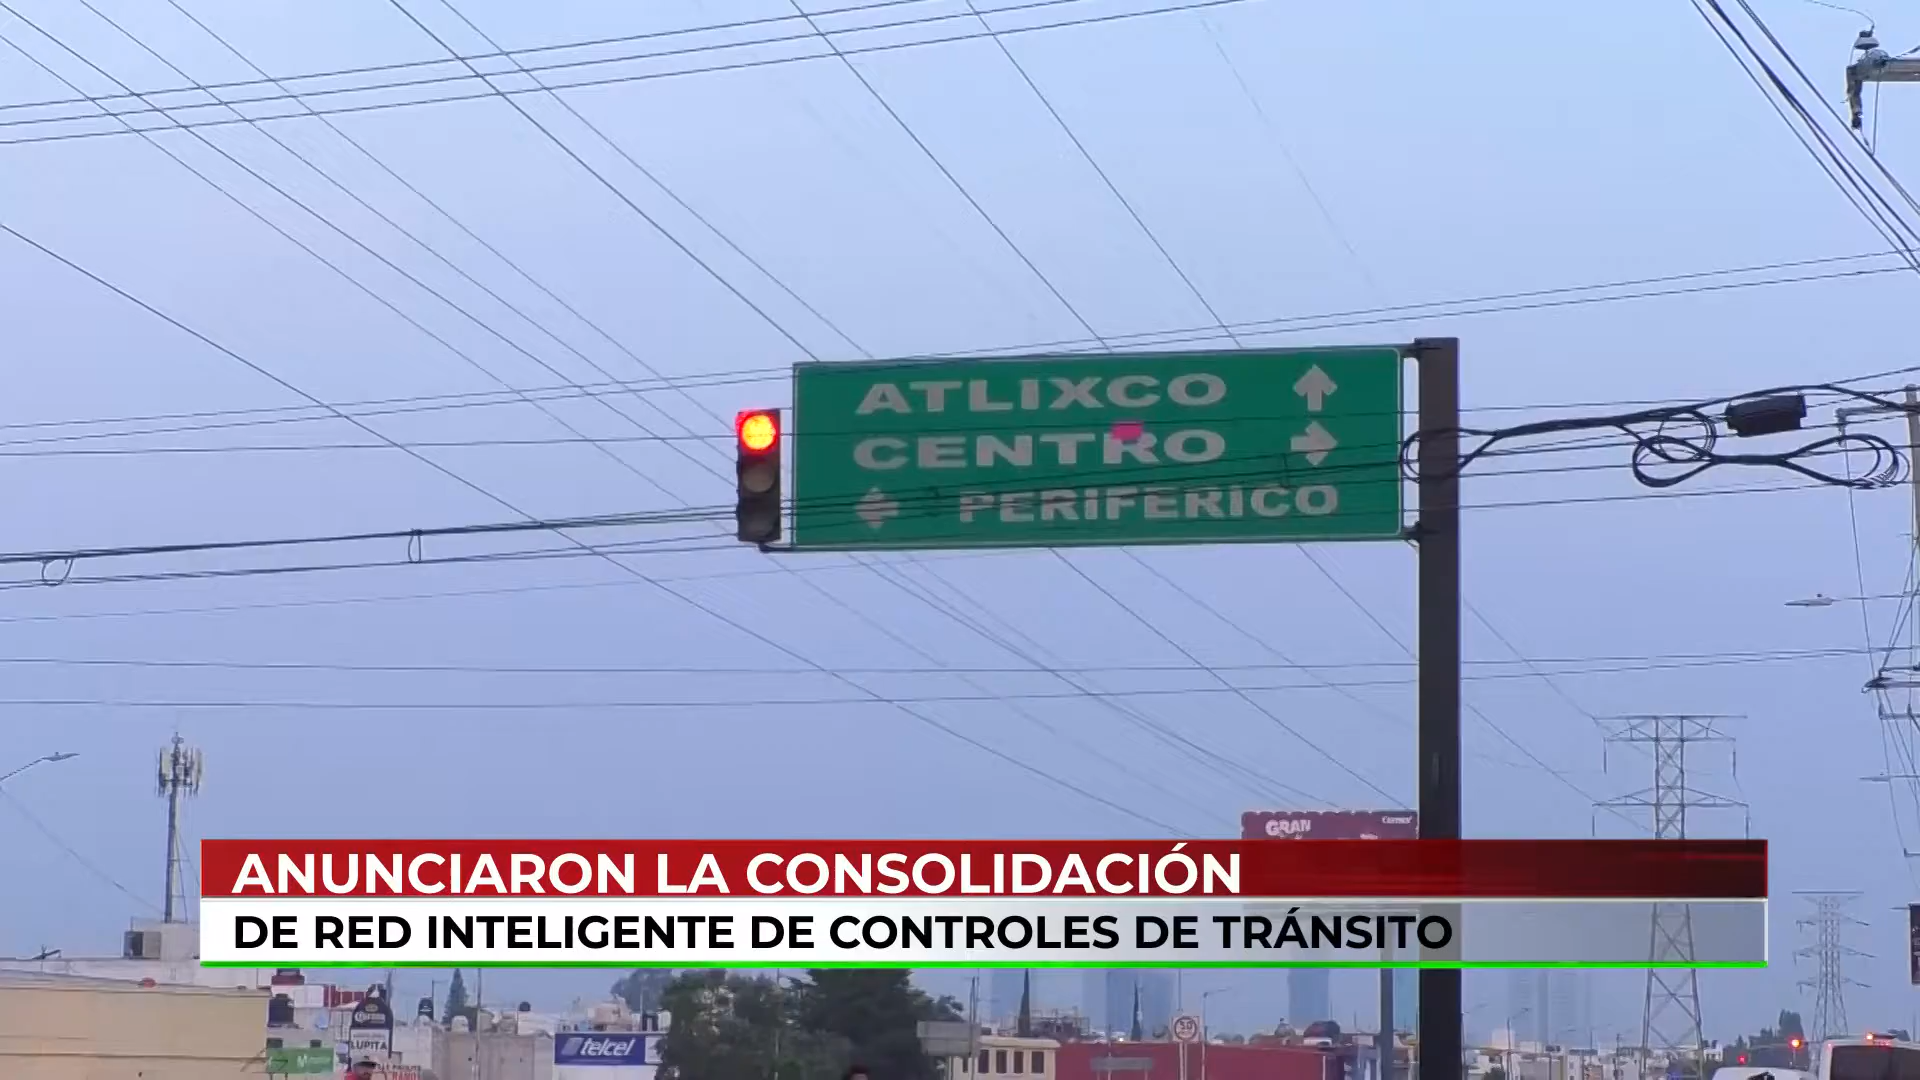 ATLIXCO
CENTRO
PERIFERICO
GRAN
ANUNCIARON LA CONSOLIDACIÓN
DE RED INTELIGENTE DE CONTROLES DE TRÁNSITO
LUPITA
telcel
50